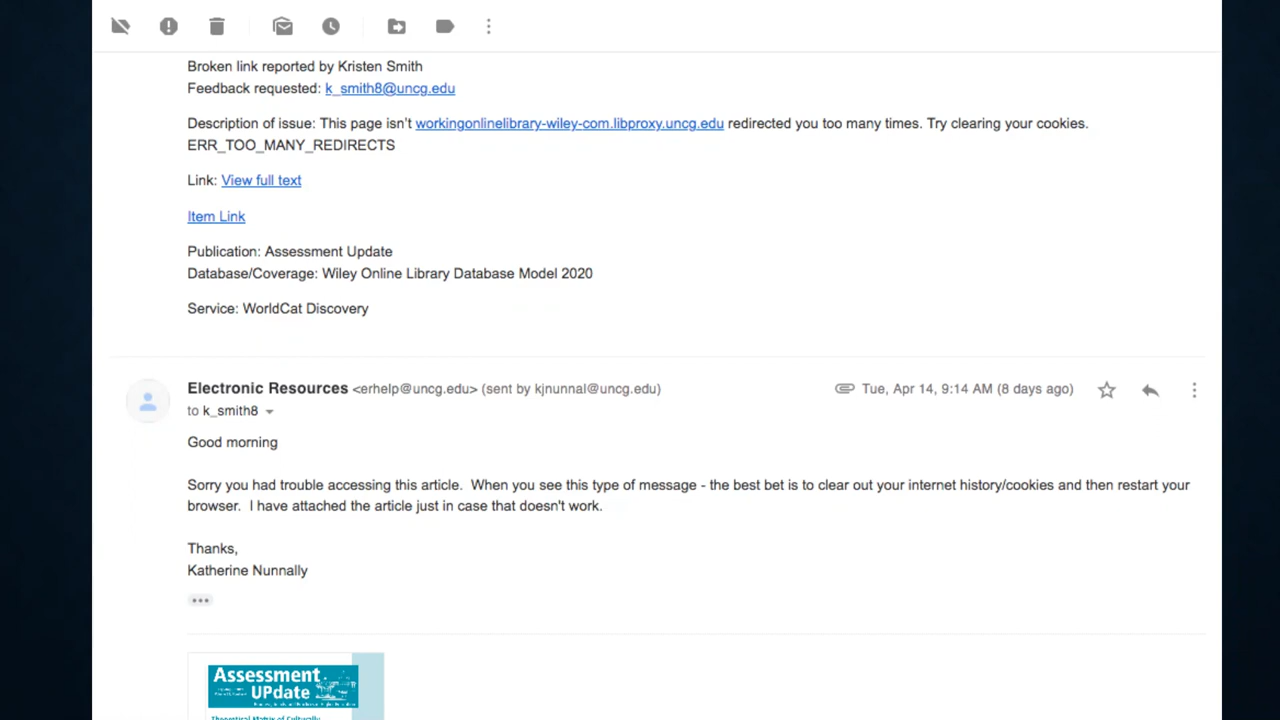 Broken link reported by Kristen Smith
Feedback requested: k_smith8@uncg.edu
Description of issue: This page isn't workingonlinelibrary-wiley-com.libproxy.uncg.edu redirected you too many times. Try clearing your cookies.
ERR_TOO_MANY_REDIRECTS
Link: View full text
Item Link
Publication: Assessment Update
Database/Coverage: Wiley Online Library Database Model 2020
Service: WorldCat Discovery
Electronic Resources <erhelp@uncg.edu> (sent by kjnunnal@uncg.edu) Tue, Apr 14, 9:14 AM (8 days ago)
to k_smith8
Good morning
Sorry you had trouble accessing this article.  When you see this type of message - the best bet is to clear out your internet history/cookies and then restart your
browser.  I have attached the article just in case that doesn't work.
Thanks,
Katherine Nunnally
Assessment
UPdate
Theoretical Matrix of Culturally